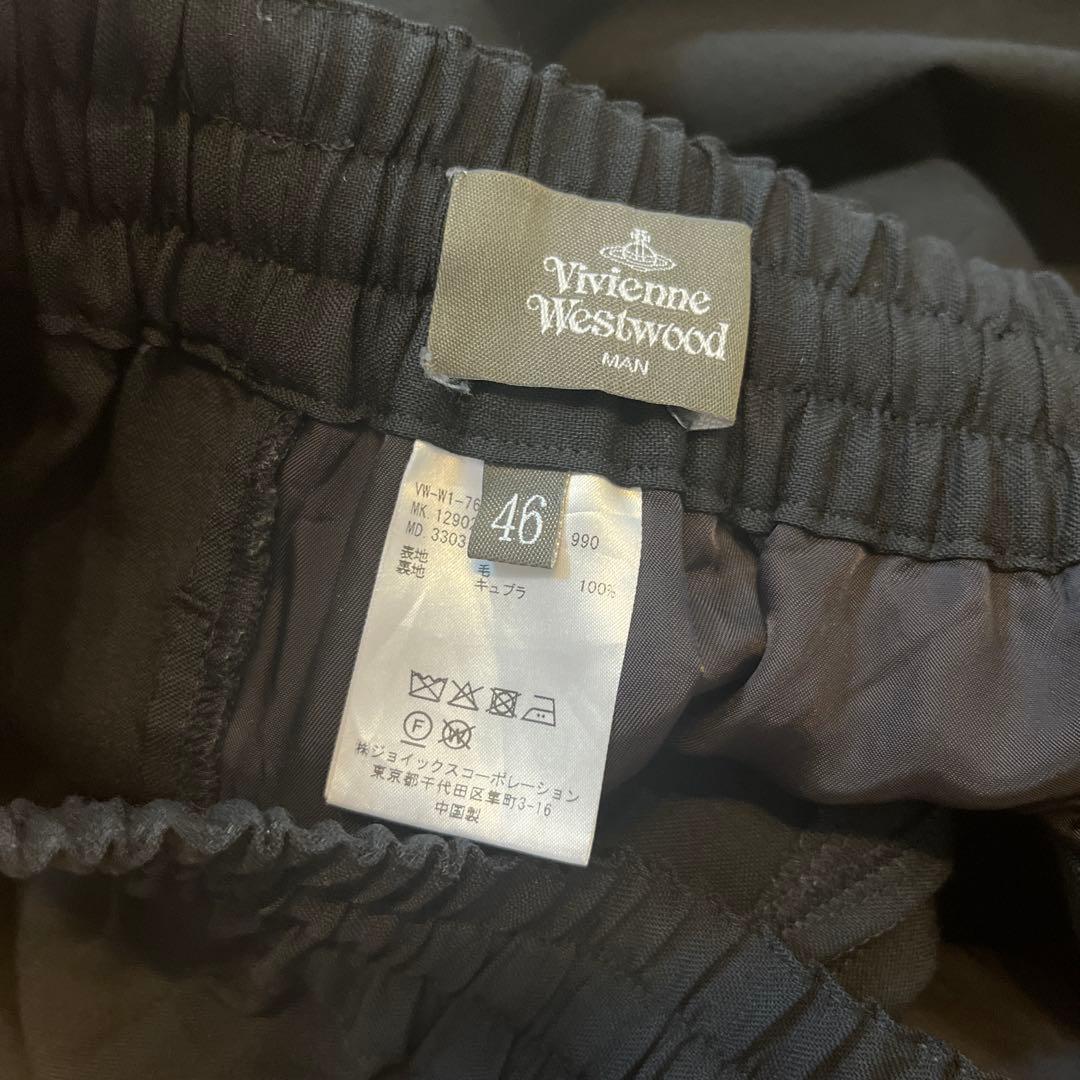 Vivienne
Westwood
MAN
46
VW-W1-76
MK. 12902
MD. 3303 990
表地 毛
裏地 キュプラ 100%
F
W
㈱ジョイックスコーポレーション
東京都千代田区隼町3-16
中国製